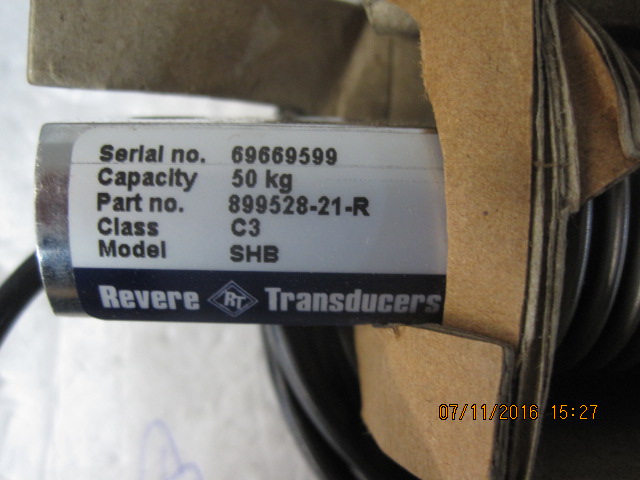 Serial no. 69669599
Capacity 50 kg
Part no. 899528-21-R
Class C3
Model SHB
Revere RT Transducers
07/11/2016 15:27